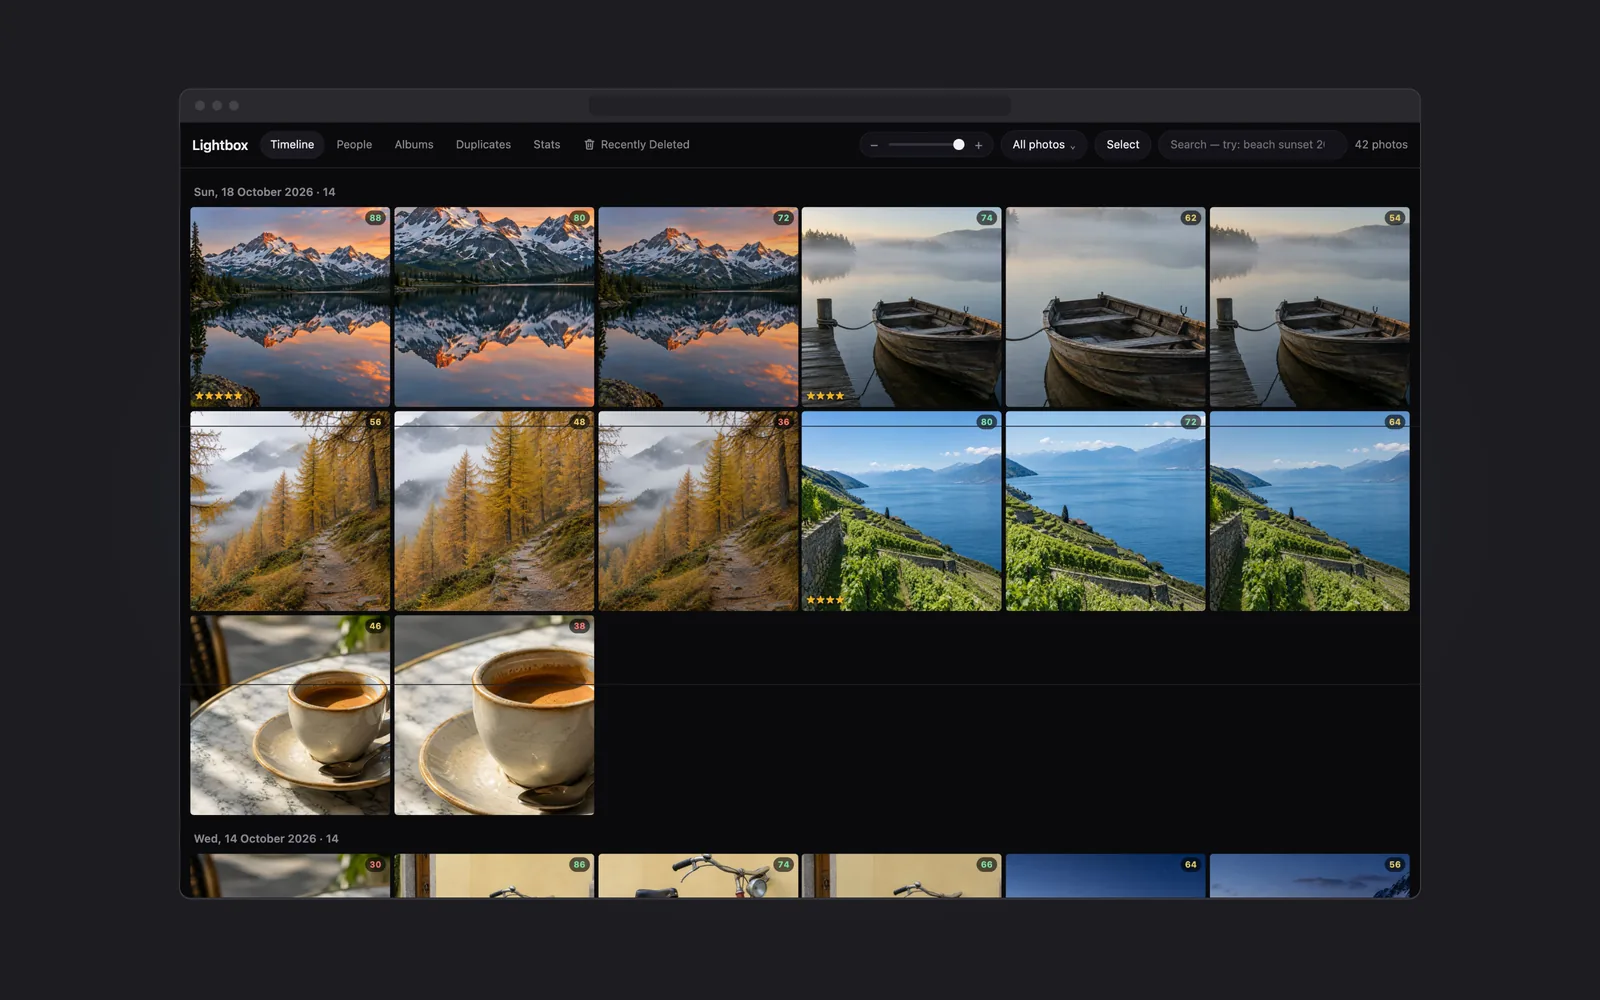 Lightbox Timeline People Albums Duplicates Stats Recently Deleted − + All photos Select Search — try: beach sunset 2 42 photos
Sun, 18 October 2026 · 14
88 80 72 74 62 54
★★★★★ ★★★★
56 48 36 80 72 64
★★★★
46 38
Wed, 14 October 2026 · 14
30 86 74 66 64 56